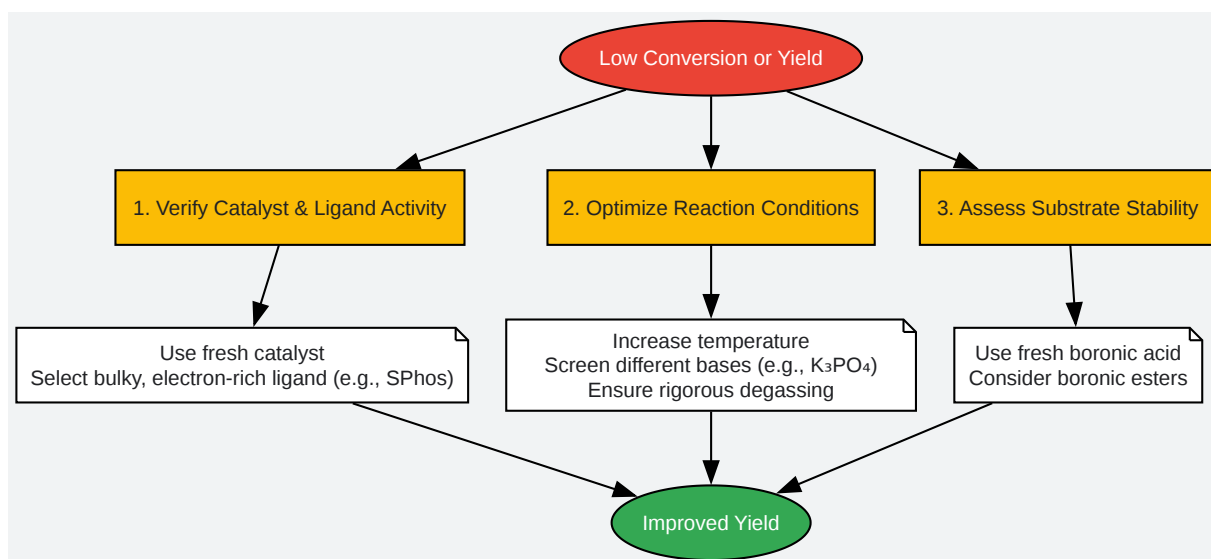 Low Conversion or Yield
1. Verify Catalyst & Ligand Activity
2. Optimize Reaction Conditions
3. Assess Substrate Stability
Use fresh catalyst
Select bulky, electron-rich ligand (e.g., SPhos)
Increase temperature
Screen different bases (e.g., K₃PO₄)
Ensure rigorous degassing
Use fresh boronic acid
Consider boronic esters
Improved Yield